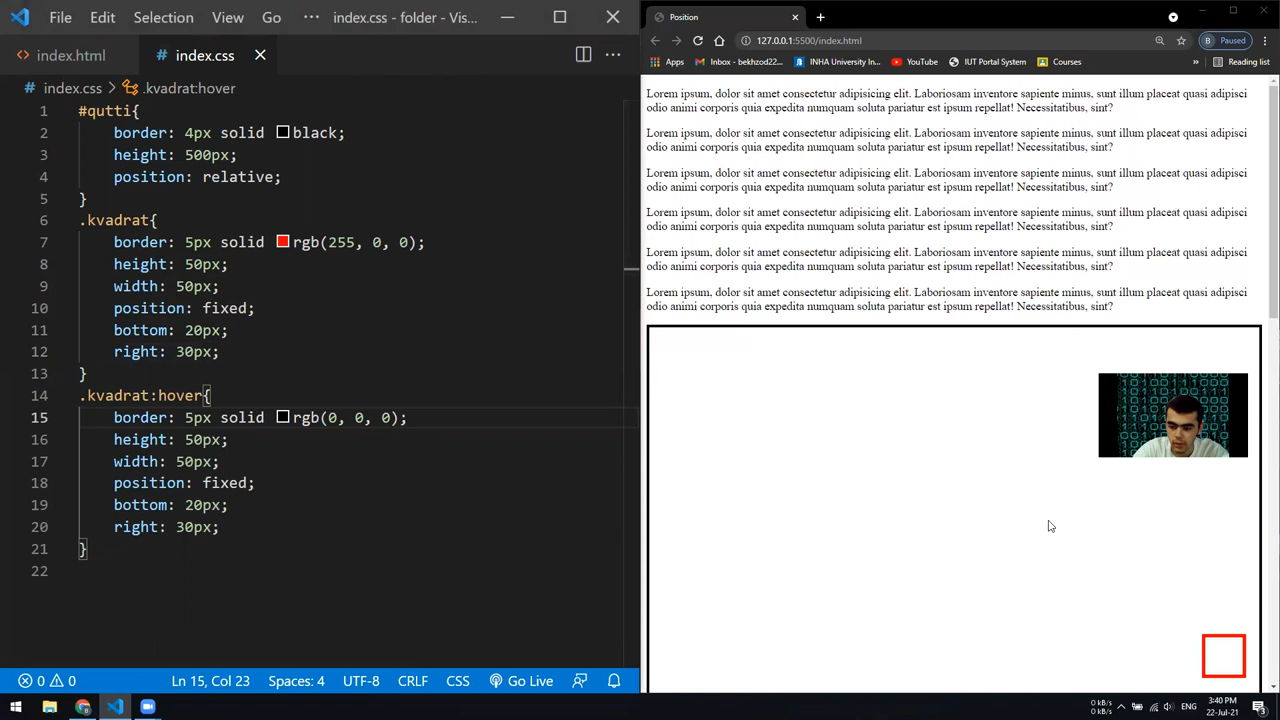 File Edit Selection View Go ··· index.css - folder - Vis...
index.html
index.css
index.css > .kvadrat:hover
1 #qutti{
2 border: 4px solid black;
3 height: 500px;
4 position: relative;
5 }
6 .kvadrat{
7 border: 5px solid rgb(255, 0, 0);
8 height: 50px;
9 width: 50px;
10 position: fixed;
11 bottom: 20px;
12 right: 30px;
13 }
14 .kvadrat:hover{
15 border: 5px solid rgb(0, 0, 0);
16 height: 50px;
17 width: 50px;
18 position: fixed;
19 bottom: 20px;
20 right: 30px;
21 }
22
0 0 Ln 15, Col 23 Spaces: 4 UTF-8 CRLF CSS Go Live
Position
127.0.0.1:5500/index.html
B Paused
Apps Inbox - bekhzod22... INHA University In... YouTube IUT Portal System Courses » Reading list
Lorem ipsum, dolor sit amet consectetur adipisicing elit. Laboriosam inventore sapiente minus, sunt illum placeat quasi adipisci
odio animi corporis quia expedita numquam soluta pariatur est ipsum repellat! Necessitatibus, sint?
Lorem ipsum, dolor sit amet consectetur adipisicing elit. Laboriosam inventore sapiente minus, sunt illum placeat quasi adipisci
odio animi corporis quia expedita numquam soluta pariatur est ipsum repellat! Necessitatibus, sint?
Lorem ipsum, dolor sit amet consectetur adipisicing elit. Laboriosam inventore sapiente minus, sunt illum placeat quasi adipisci
odio animi corporis quia expedita numquam soluta pariatur est ipsum repellat! Necessitatibus, sint?
Lorem ipsum, dolor sit amet consectetur adipisicing elit. Laboriosam inventore sapiente minus, sunt illum placeat quasi adipisci
odio animi corporis quia expedita numquam soluta pariatur est ipsum repellat! Necessitatibus, sint?
Lorem ipsum, dolor sit amet consectetur adipisicing elit. Laboriosam inventore sapiente minus, sunt illum placeat quasi adipisci
odio animi corporis quia expedita numquam soluta pariatur est ipsum repellat! Necessitatibus, sint?
Lorem ipsum, dolor sit amet consectetur adipisicing elit. Laboriosam inventore sapiente minus, sunt illum placeat quasi adipisci
odio animi corporis quia expedita numquam soluta pariatur est ipsum repellat! Necessitatibus, sint?
0 kB/s
0 kB/s
ENG
3:40 PM
22-Jul-21
3